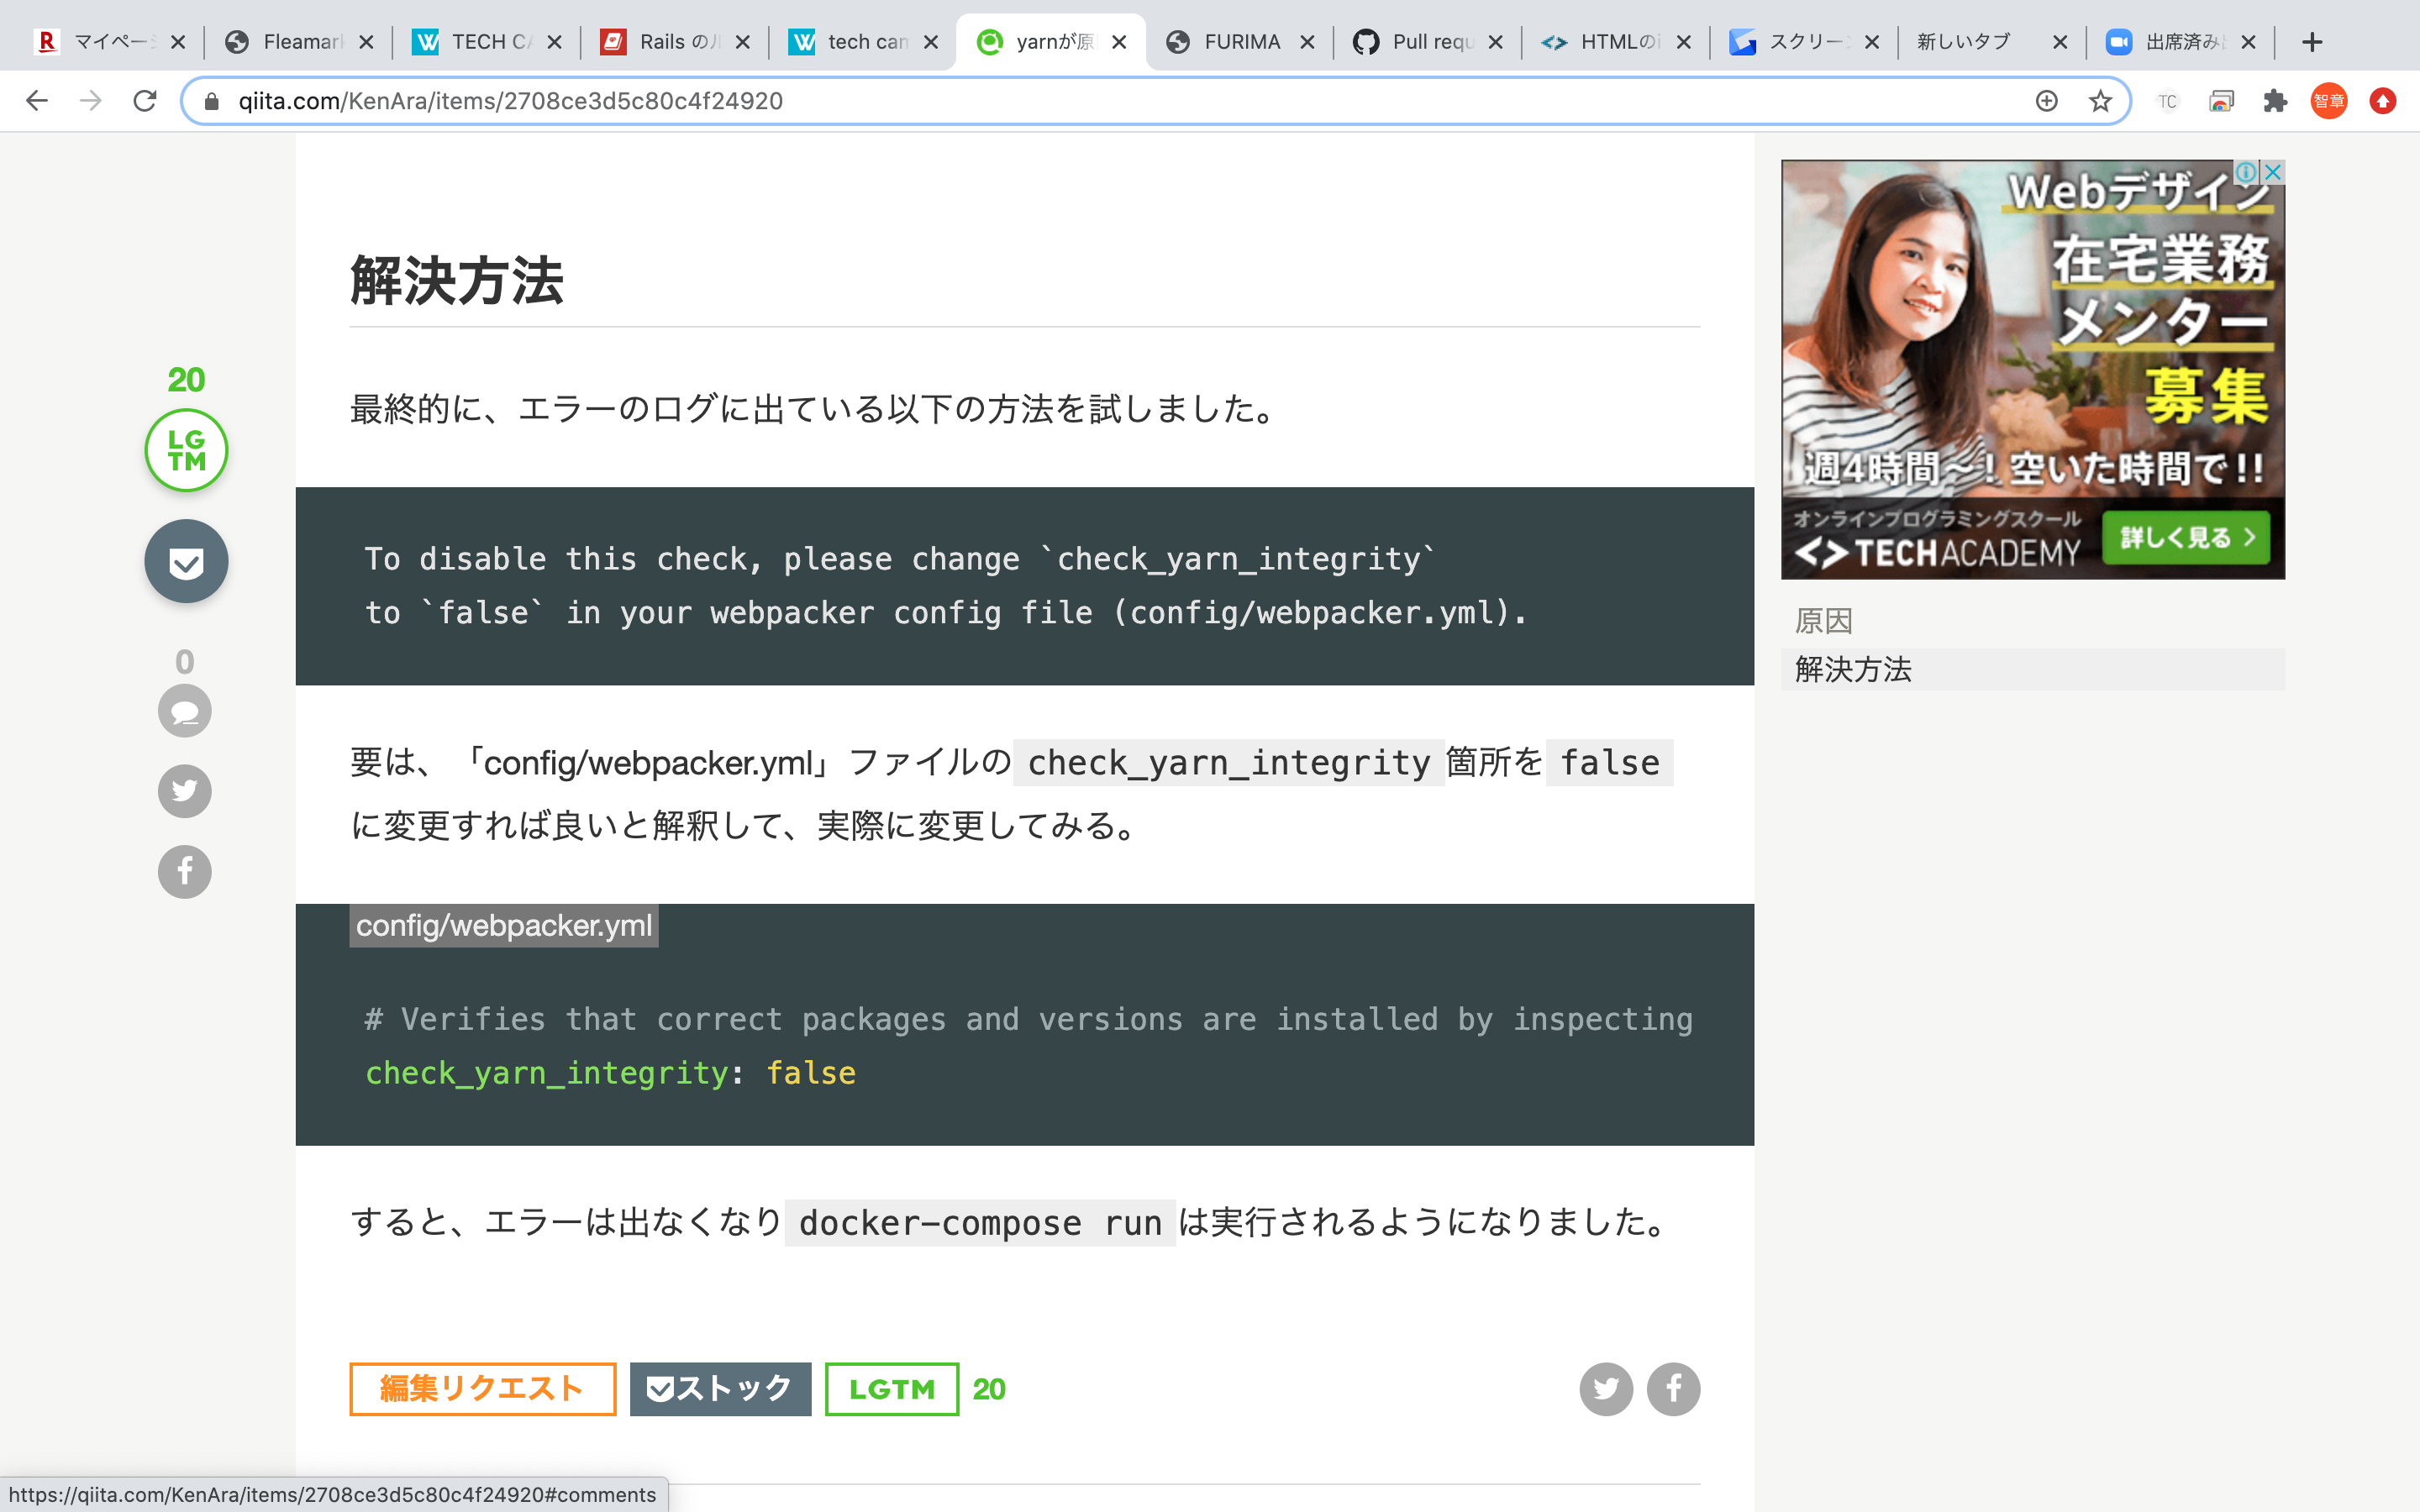 マイページ
Fleamar
TECH CA
Rails のル
tech cam
yarnが原
FURIMA
Pull requ
HTMLのi
スクリーン
新しいタブ
出席済み
qiita.com/KenAra/items/2708ce3d5c80c4f24920
TC
智章
解決方法
20
LG
TM
最終的に、エラーのログに出ている以下の方法を試しました。
To disable this check, please change `check_yarn_integrity`
to `false` in your webpacker config file (config/webpacker.yml).
0
要は、「config/webpacker.yml」ファイルの check_yarn_integrity 箇所を false
に変更すれば良いと解釈して、実際に変更してみる。
config/webpacker.yml
# Verifies that correct packages and versions are installed by inspecting
check_yarn_integrity: false
すると、エラーは出なくなり docker-compose run は実行されるようになりました。
編集リクエスト
ストック
LGTM
20
Webデザイン
在宅業務
メンター
募集
週4時間〜! 空いた時間で!!
オンラインプログラミングスクール
TECHACADEMY
詳しく見る
原因
解決方法
https://qiita.com/KenAra/items/2708ce3d5c80c4f24920#comments